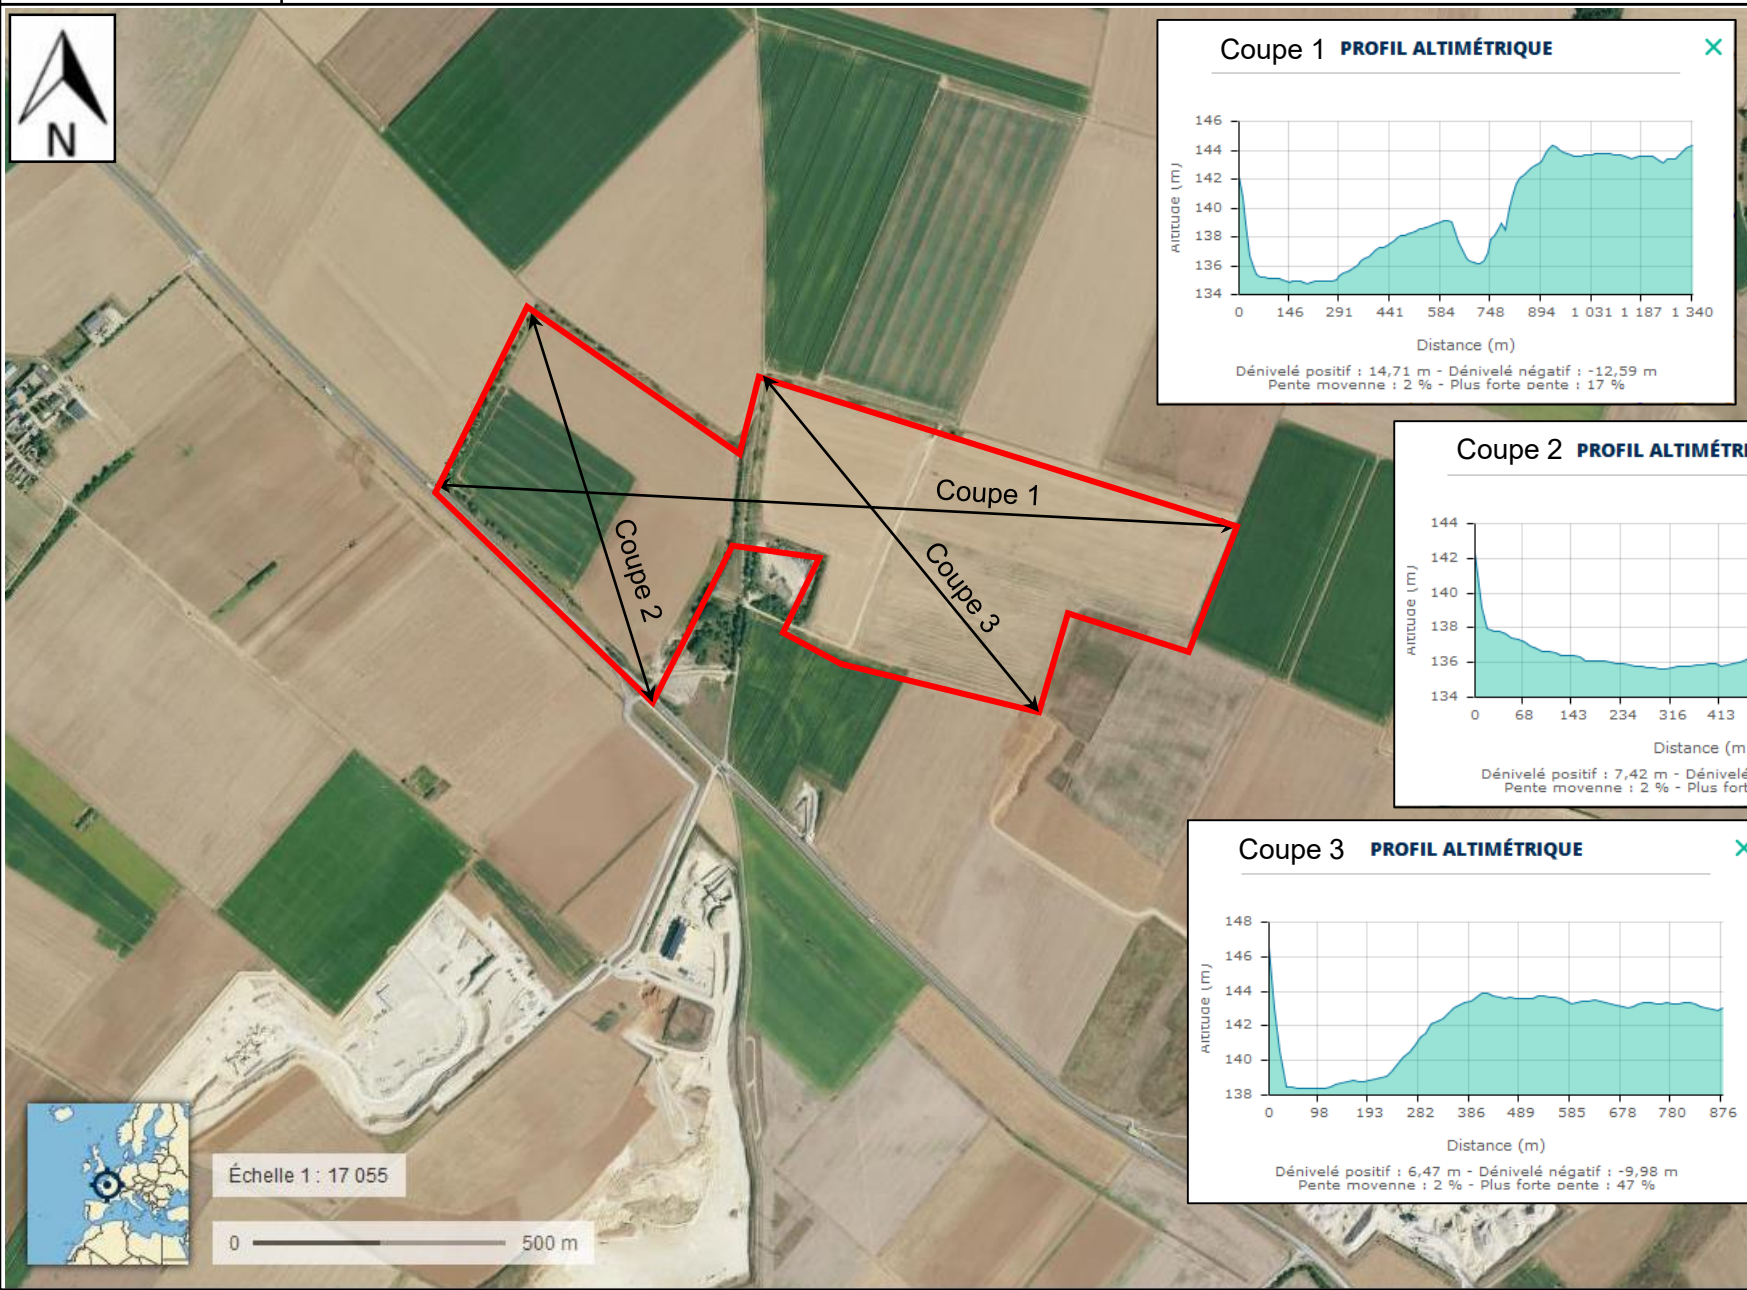 N
Coupe 1 PROFIL ALTIMÉTRIQUE
Altitude (m)
146
144
142
140
138
136
134
0 146 291 441 584 748 894 1 031 1 187 1 340
Distance (m)
Dénivelé positif : 14,71 m - Dénivelé négatif : -12,59 m
Pente moyenne : 2 % - Plus forte pente : 17 %
Coupe 2 PROFIL ALTIMÉTRI
Altitude (m)
144
142
140
138
136
134
0 68 143 234 316 413
Distance (m
Dénivelé positif : 7,42 m - Dénivelé
Pente moyenne : 2 % - Plus fort
Coupe 1
Coupe 2
Coupe 3
Coupe 3 PROFIL ALTIMÉTRIQUE
Altitude (m)
148
146
144
142
140
138
0 98 193 282 386 489 585 678 780 876
Distance (m)
Dénivelé positif : 6,47 m - Dénivelé négatif : -9,98 m
Pente moyenne : 2 % - Plus forte pente : 47 %
Échelle 1 : 17 055
0 500 m